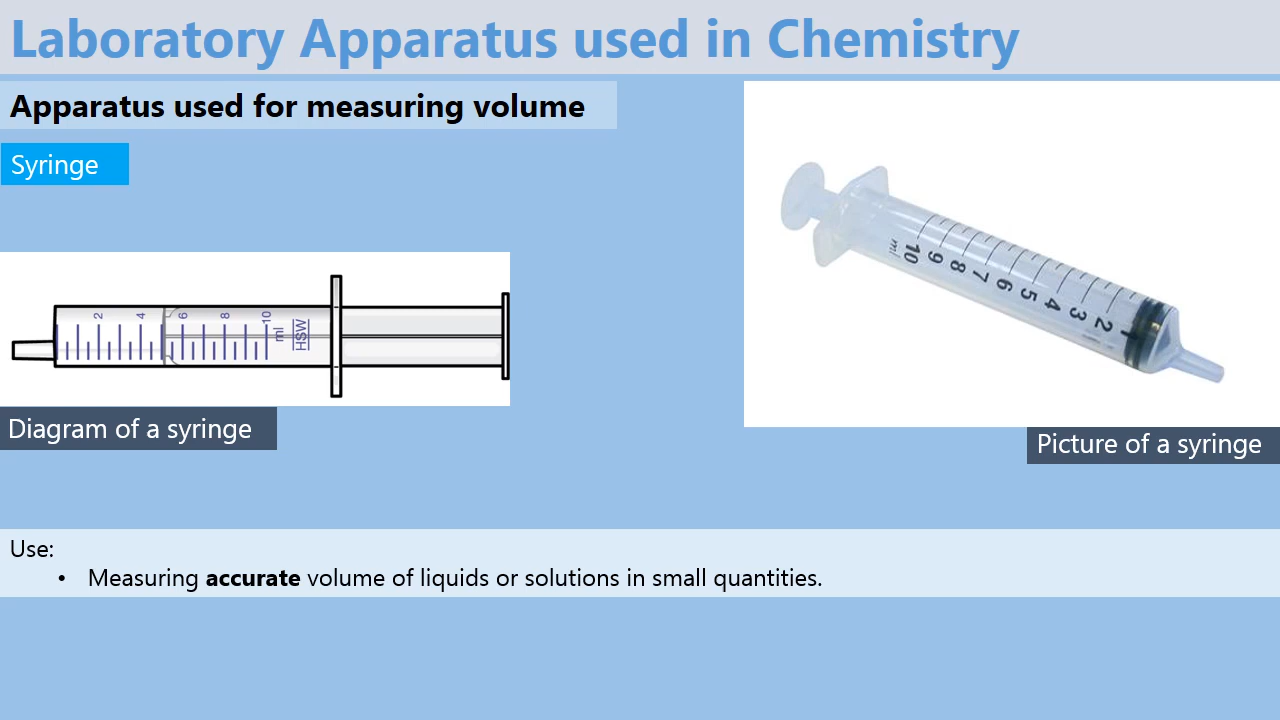 Laboratory Apparatus used in Chemistry
Apparatus used for measuring volume
Syringe
2 4 6 8 10 ml HSW
Diagram of a syringe
ml 10 9 8 7 6 5 4 3 2 1
Picture of a syringe
Use:
• Measuring accurate volume of liquids or solutions in small quantities.